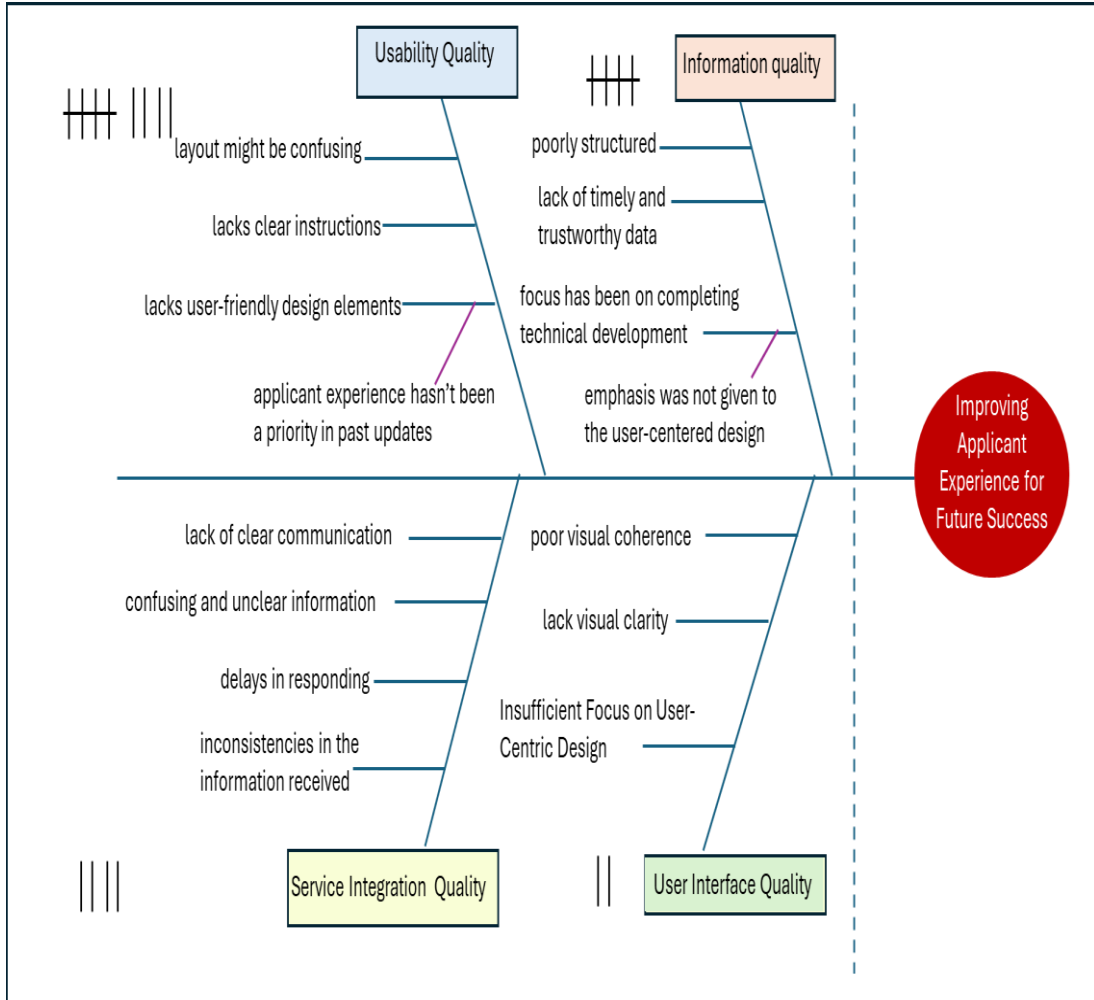 Usability Quality
Information quality
layout might be confusing
lacks clear instructions
lacks user-friendly design elements
applicant experience hasn’t been
a priority in past updates
poorly structured
lack of timely and
trustworthy data
focus has been on completing
technical development
emphasis was not given to
the user-centered design
Improving
Applicant
Experience for
Future Success
lack of clear communication
confusing and unclear information
delays in responding
inconsistencies in the
information received
poor visual coherence
lack visual clarity
Insufficient Focus on User-
Centric Design
Service Integration Quality
User Interface Quality